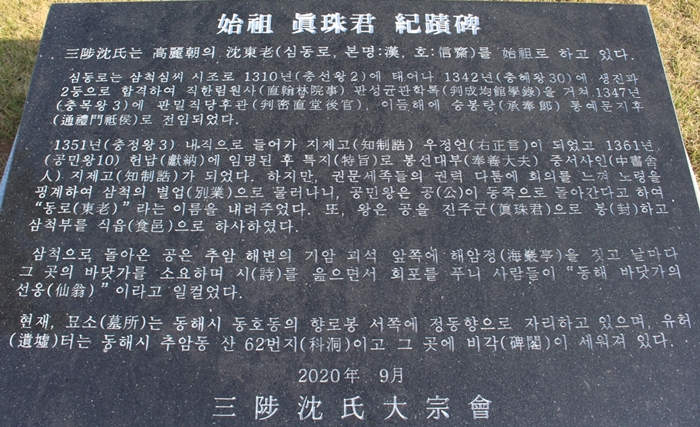 始祖 眞珠君 紀蹟碑
三陟沈氏는 高麗朝의 沈東老(심동로, 본명:漢, 호:信齋)를 始祖로 하고 있다.
심동로는 삼척심씨 시조로 1310년(충선왕2)에 태어나 1342년(충혜왕30)에 생진과
2등으로 합격하여 직한림원사(直翰林院事) 판성균관학록(判成均館學錄)을 거쳐 1347년
(충목왕3)에 판밀직당후관(判密直堂後官), 이듬해에 승봉랑(承奉郞) 통예문지후
(通禮門祗侯)로 전임되었다.
1351년(충정왕3) 내직으로 들어가 지제고(知制誥) 우정언(右正言)이 되었고 1361년,
(공민왕10) 헌납(獻納)에 임명된 후 특지(特旨)로 봉선대부(奉善大夫) 중서사인(中書舍
人) 지제고(知制誥)가 되었다. 하지만, 권문세족들의 권력 다툼에 회의를 느껴 노령을
핑계하여 삼척의 별업(別業)으로 물러나니, 공민왕은 공(公)이 동쪽으로 돌아간다고 하여
“동로(東老)”라는 이름을 내려주었다. 또, 왕은 공을 진주군(眞珠君)으로 봉(封)하고
삼척부를 식읍(食邑)으로 하사하였다.
삼척으로 돌아온 공은 추암 해변의 기암 괴석 앞쪽에 해암정(海巖亭)을 짓고 날마다
그 곳의 바닷가를 소요하며 시(詩)를 읊으면서 회포를 푸니 사람들이 “동해 바닷가의
선옹(仙翁)”이라고 일컬었다.
현재, 묘소(墓所)는 동해시 동호동의 향로봉 서쪽에 정동향으로 자리하고 있으며, 유허
(遺墟)터는 동해시 추암동 산 62번지(科洞)이고 그 곳에 비각(碑閣)이 세워져 있다.
2020年 9月
三陟沈氏大宗會